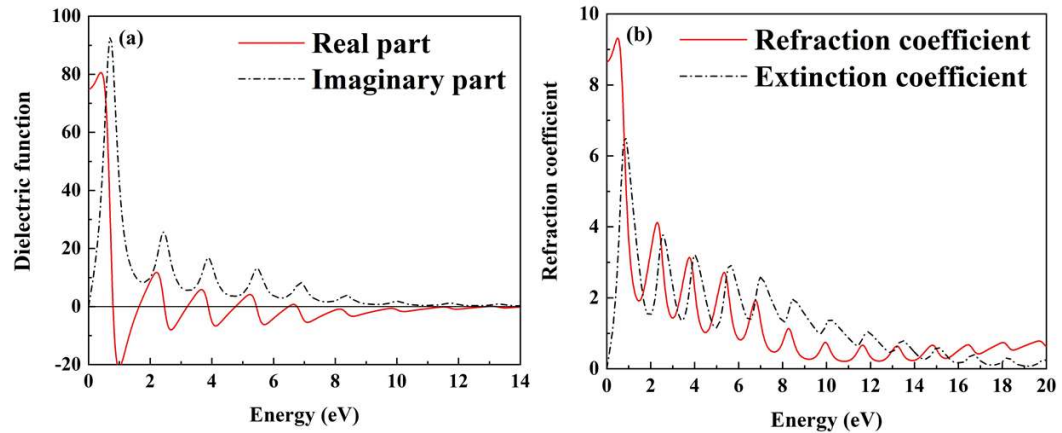 (a)
Real part
Imaginary part
Dielectric function
100
80
60
40
20
0
-20
0 2 4 6 8 10 12 14
Energy (eV)
(b)
Refraction coefficient
Extinction coefficient
Refraction coefficient
10
8
6
4
2
0
0 2 4 6 8 10 12 14 16 18 20
Energy (eV)